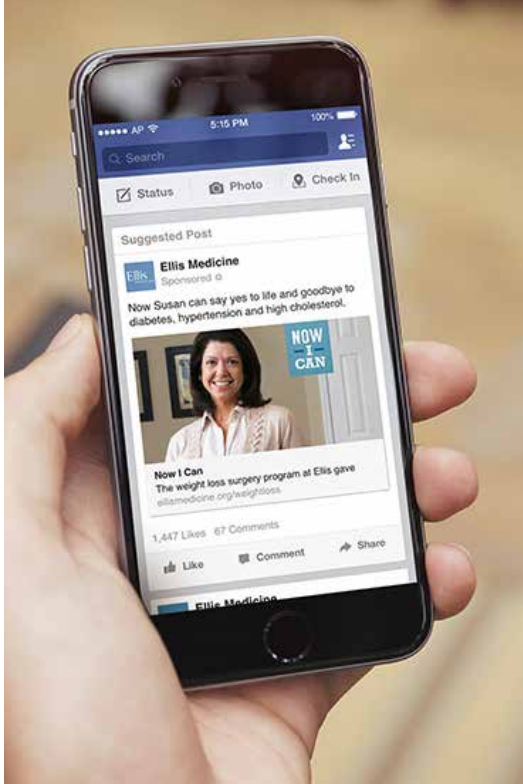 AP 5:15 PM 100%
Search
Status Photo Check In
Suggested Post
Ellis Ellis Medicine
Sponsored
Now Susan can say yes to life and goodbye to
diabetes, hypertension and high cholesterol.
NOW
I
CAN
Now I Can
The weight loss surgery program at Ellis gave
ellismedicine.org/weightloss
1,447 Likes 67 Comments
Like Comment Share
Ellis Medicine